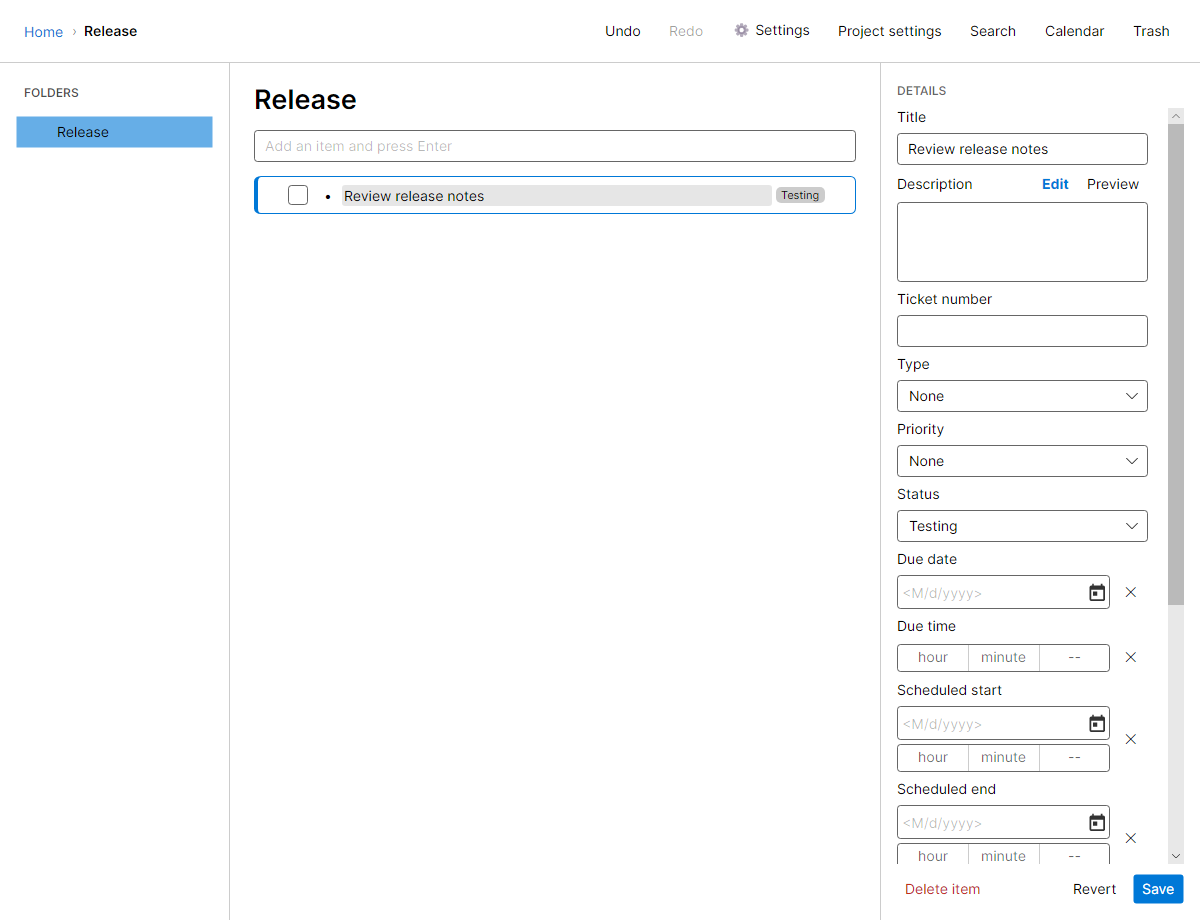 Home › Release
Undo
Redo
Settings
Project settings
Search
Calendar
Trash
FOLDERS
Release
Release
Add an item and press Enter
• Review release notes
Testing
DETAILS
Title
Review release notes
Description
Edit
Preview
Ticket number
Type
None
Priority
None
Status
Testing
Due date
<M/d/yyyy>
Due time
hour minute --
Scheduled start
<M/d/yyyy>
hour minute --
Scheduled end
<M/d/yyyy>
hour minute --
Delete item
Revert
Save